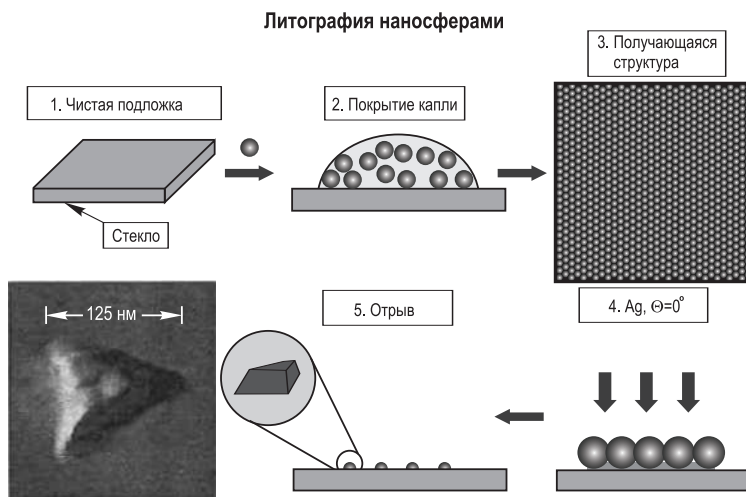 Литография наносферами
1. Чистая подложка
2. Покрытие капли
3. Получающаяся
структура
Стекло
125 нм
5. Отрыв
4. Ag, Θ=0°